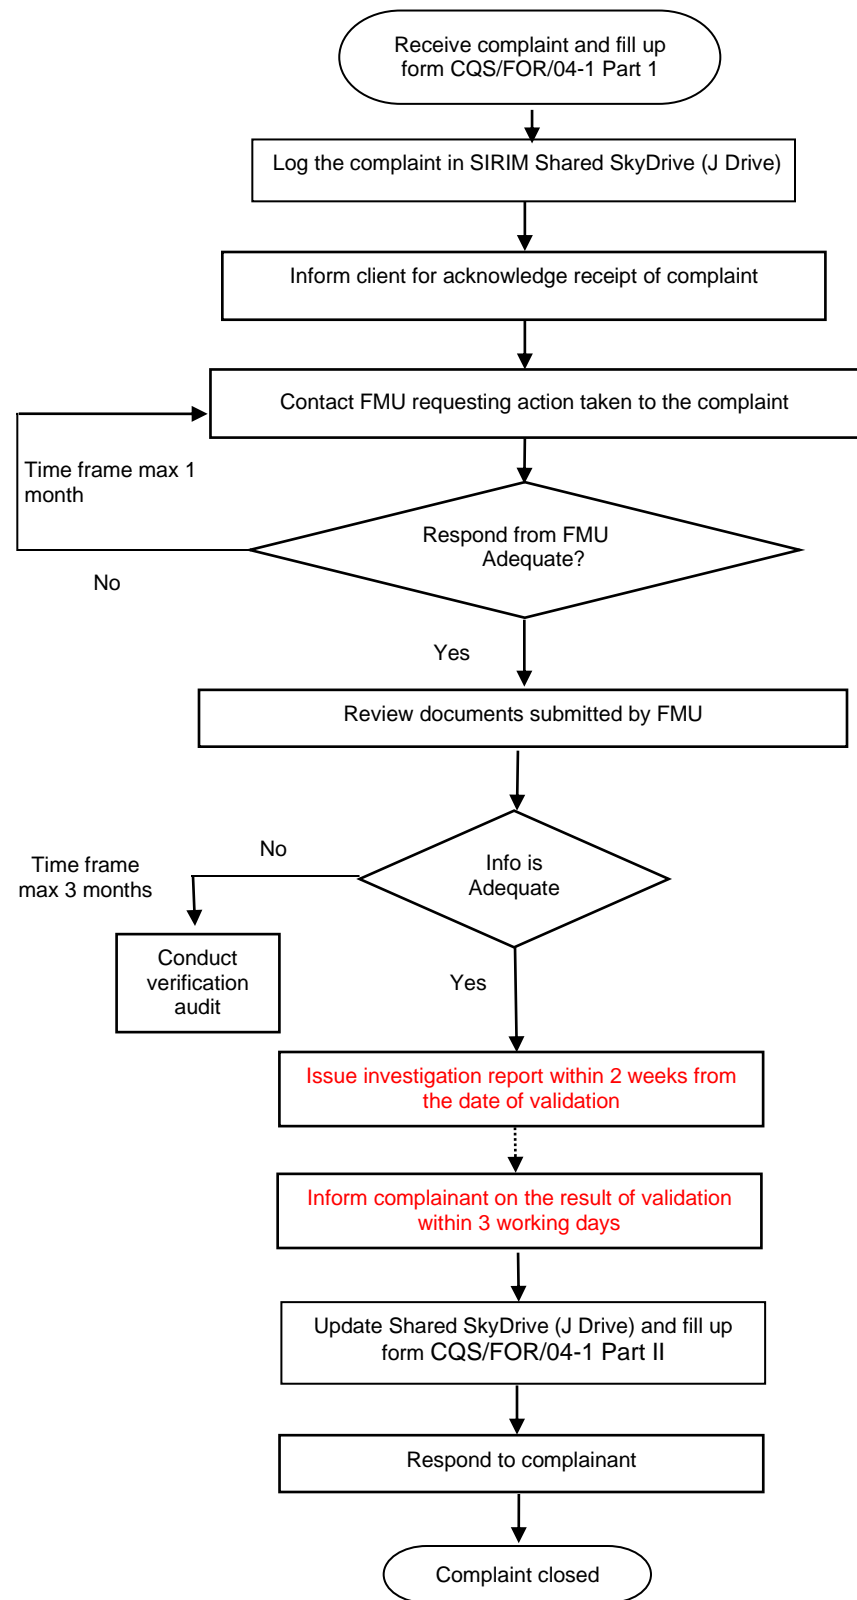 Receive complaint and fill up
form CQS/FOR/04-1 Part 1
Log the complaint in SIRIM Shared SkyDrive (J Drive)
Inform client for acknowledge receipt of complaint
Contact FMU requesting action taken to the complaint
Time frame max 1
month
Respond from FMU
Adequate?
No
Yes
Review documents submitted by FMU
Time frame
max 3 months
No
Info is
Adequate
Conduct
verification
audit
Yes
Issue investigation report within 2 weeks from
the date of validation
Inform complainant on the result of validation
within 3 working days
Update Shared SkyDrive (J Drive) and fill up
form CQS/FOR/04-1 Part II
Respond to complainant
Complaint closed